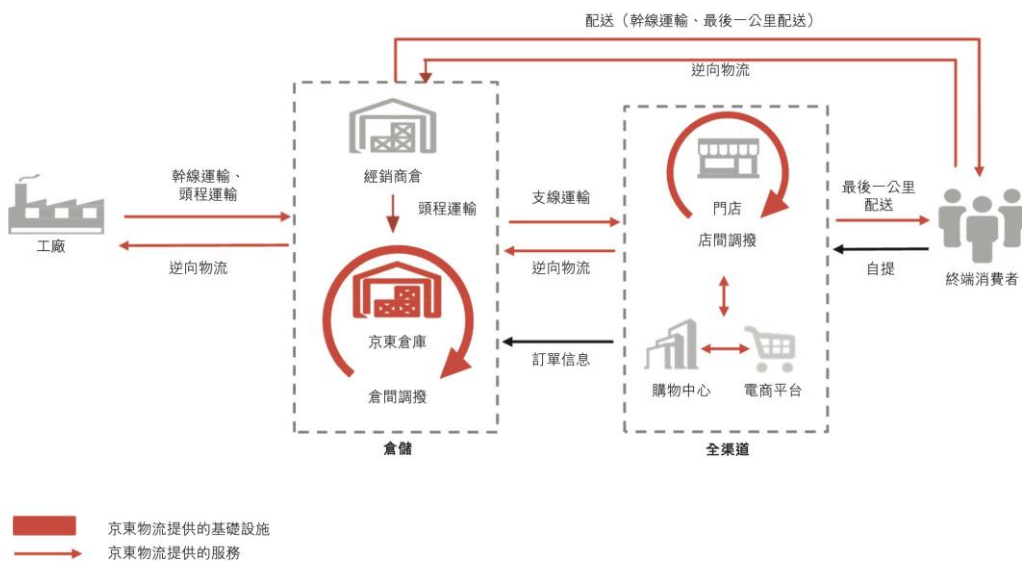 配送（幹線運輸、最後一公里配送）
逆向物流
經銷商倉
幹線運輸、
頭程運輸
頭程運輸
支線運輸
門店
店間調撥
最後一公里
配送
工廠
逆向物流
逆向物流
自提
終端消費者
京東倉庫
倉間調撥
訂單信息
購物中心
電商平台
倉儲
全渠道
京東物流提供的基礎設施
京東物流提供的服務